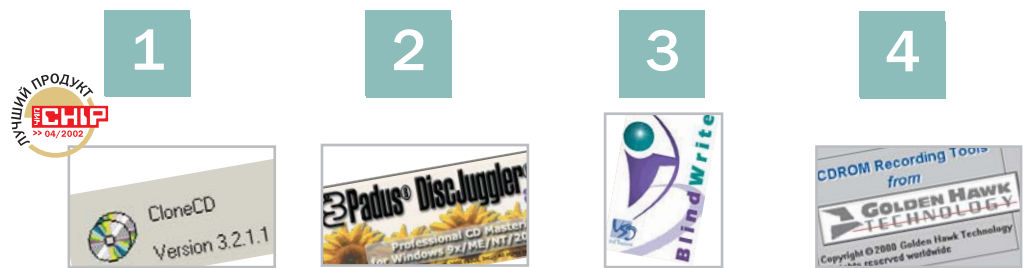 1
2
3
4
ЛУЧШИЙ ПРОДУКТ
ЧИП CHIP
>> 04/2002
CloneCD
Version 3.2.1.1
Padus® DiscJuggler
Professional CD Master
for Windows 9x/ME/NT/20
BlindWrite
VSO
CDROM Recording Tools
from
GOLDEN HAWK
TECHNOLOGY
Copyright ©2000 Golden Hawk Technology
reserved worldwide